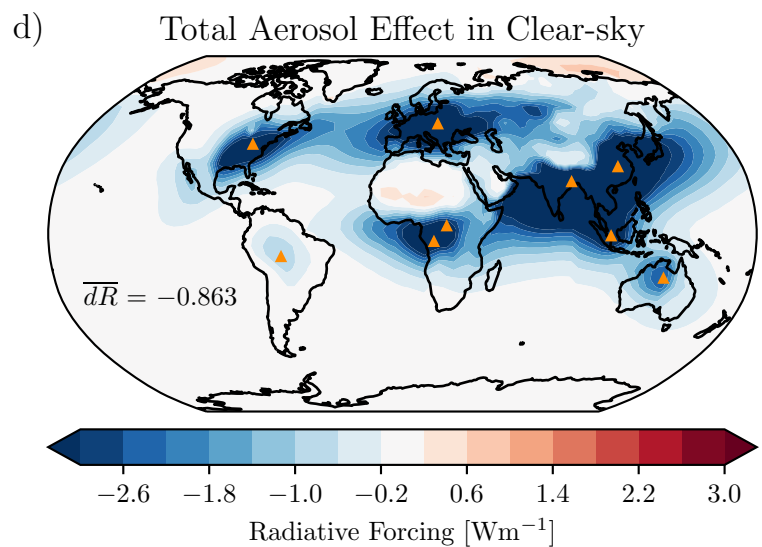 d) Total Aerosol Effect in Clear-sky
dR = −0.863
−2.6 −1.8 −1.0 −0.2 0.6 1.4 2.2 3.0
Radiative Forcing [Wm⁻¹]